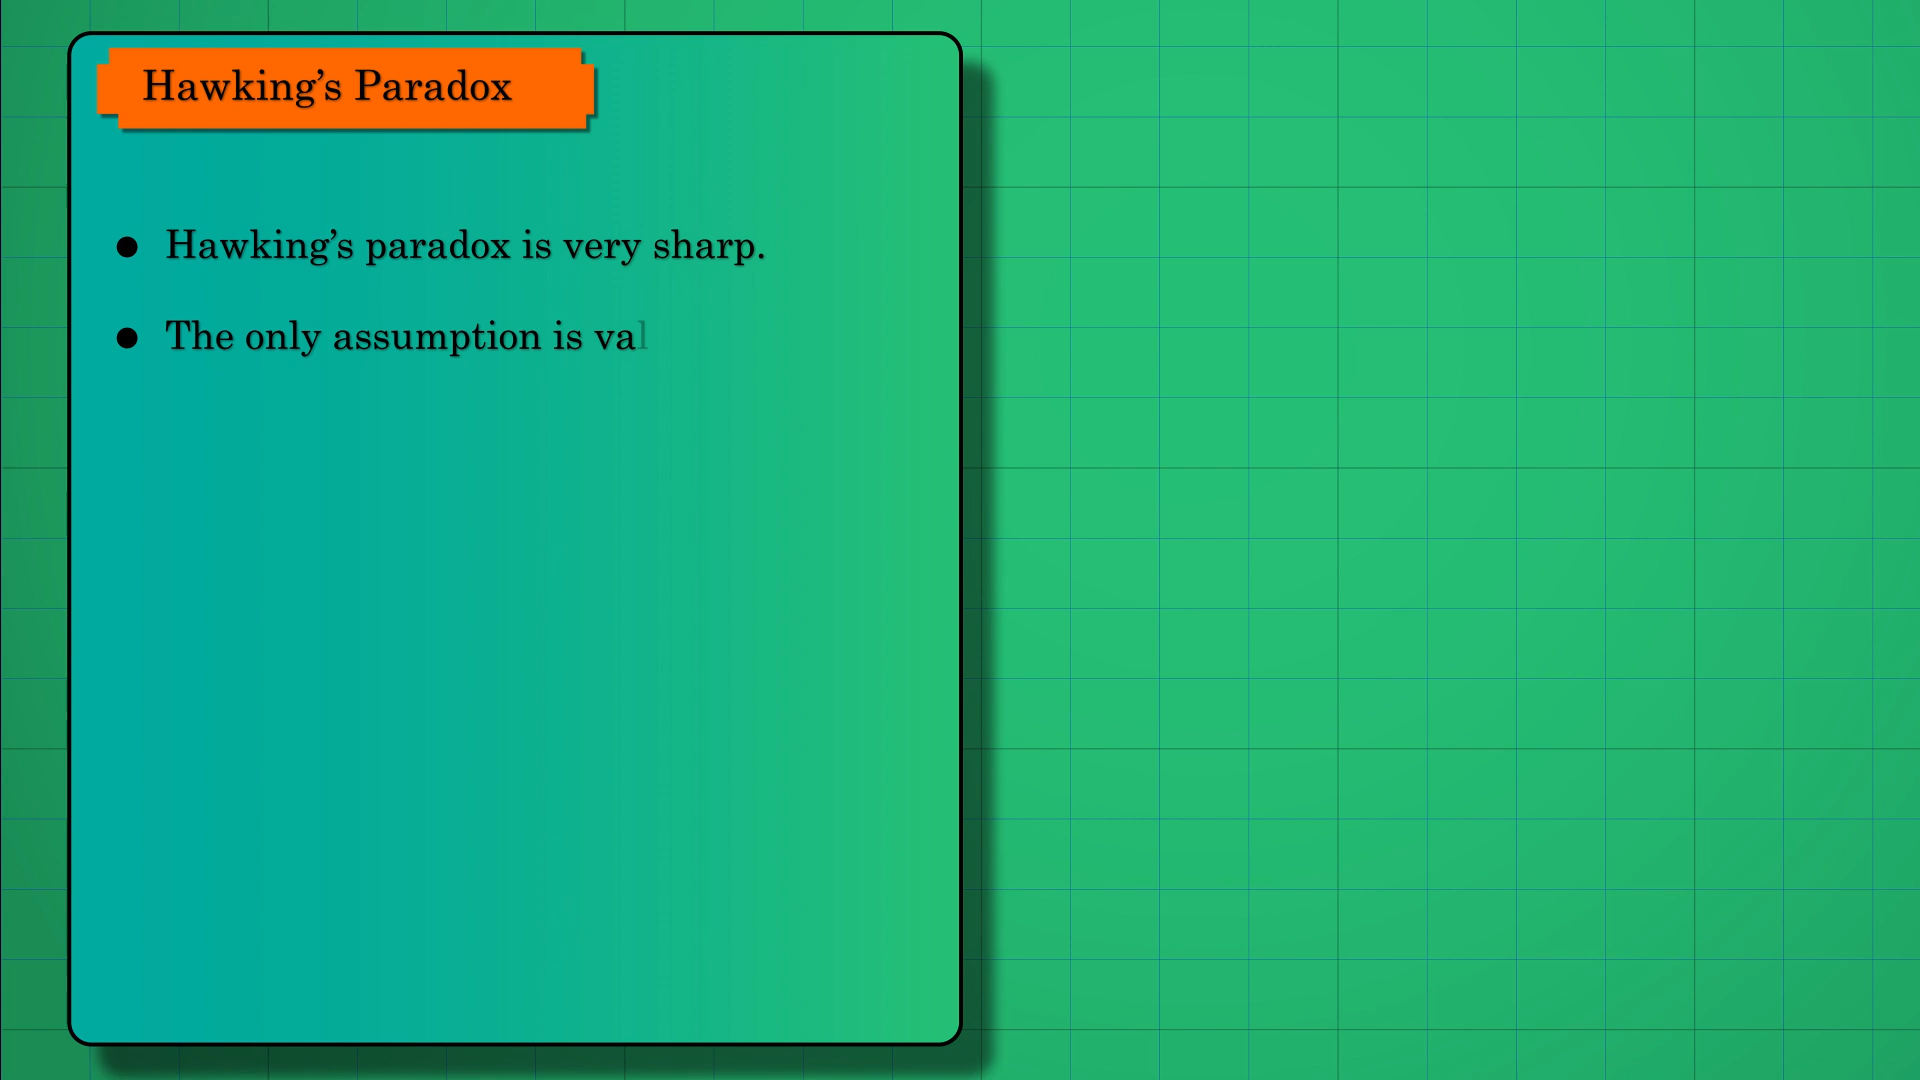 Hawking’s Paradox
● Hawking’s paradox is very sharp.
● The only assumption is val